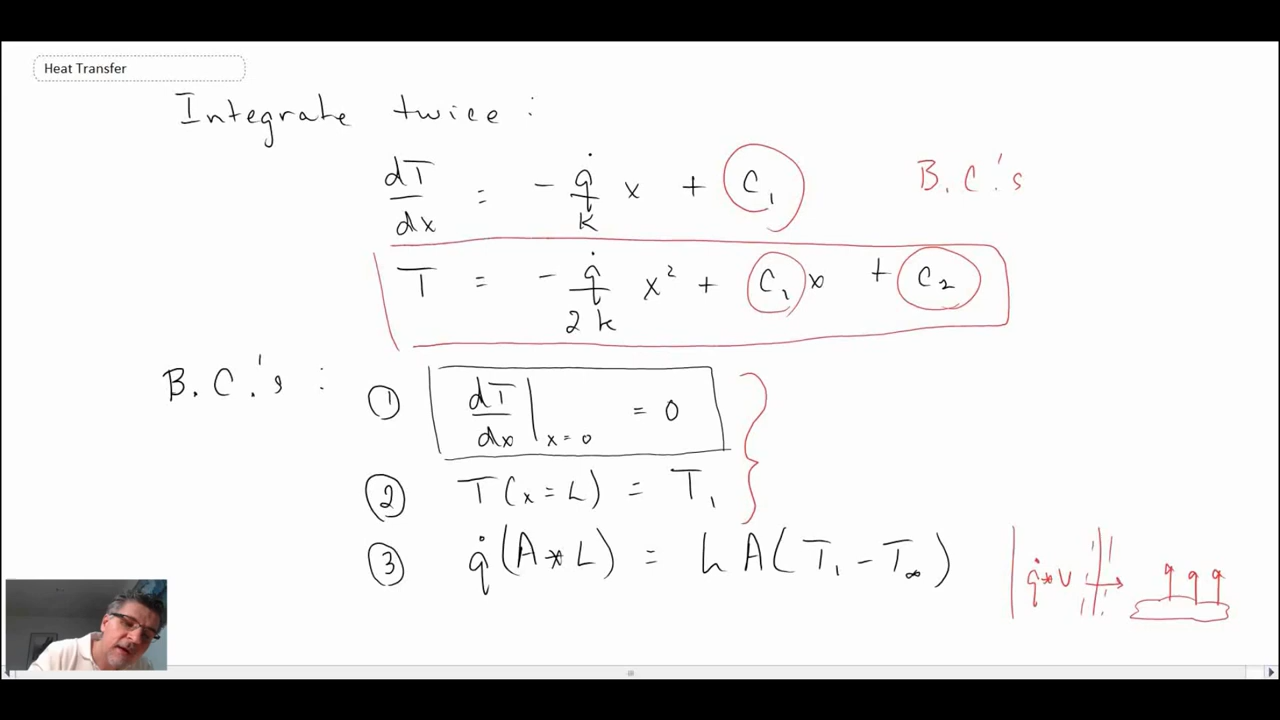 Heat Transfer
Integrate twice :
dT/dx = - q̇/k x + C₁ B.C.'s
T = - q̇/2k x² + C₁x + C₂
B.C.'s : ① dT/dx |ₓ₌₀ = 0
② T(x=L) = T₁
③ q̇(A*L) = hA(T₁-T∞)
q̇*V